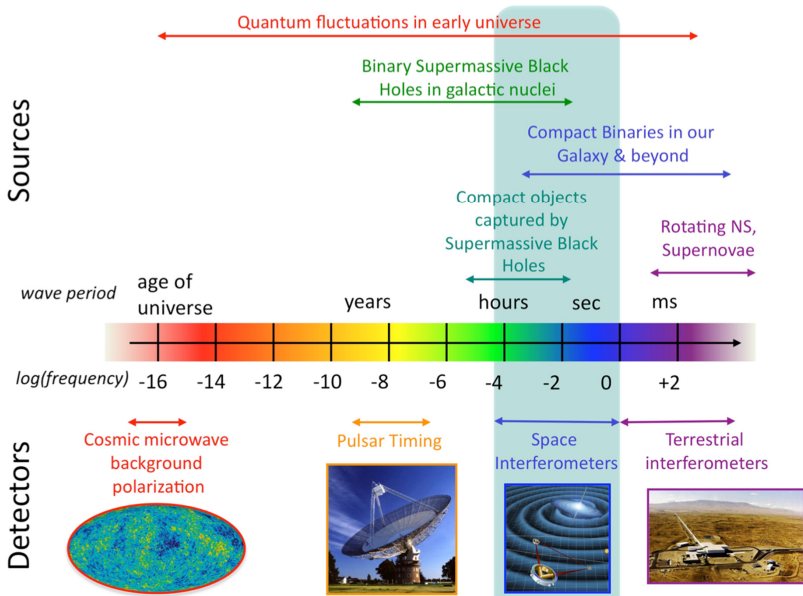 Sources
Quantum fluctuations in early universe
Binary Supermassive Black
Holes in galactic nuclei
Compact Binaries in our
Galaxy & beyond
Compact objects
captured by
Supermassive Black
Holes
Rotating NS,
Supernovae
wave period
age of
universe
years
hours
sec
ms
log(frequency)
-16
-14
-12
-10
-8
-6
-4
-2
0
+2
Detectors
Cosmic microwave
background
polarization
Pulsar Timing
Space
Interferometers
Terrestrial
interferometers